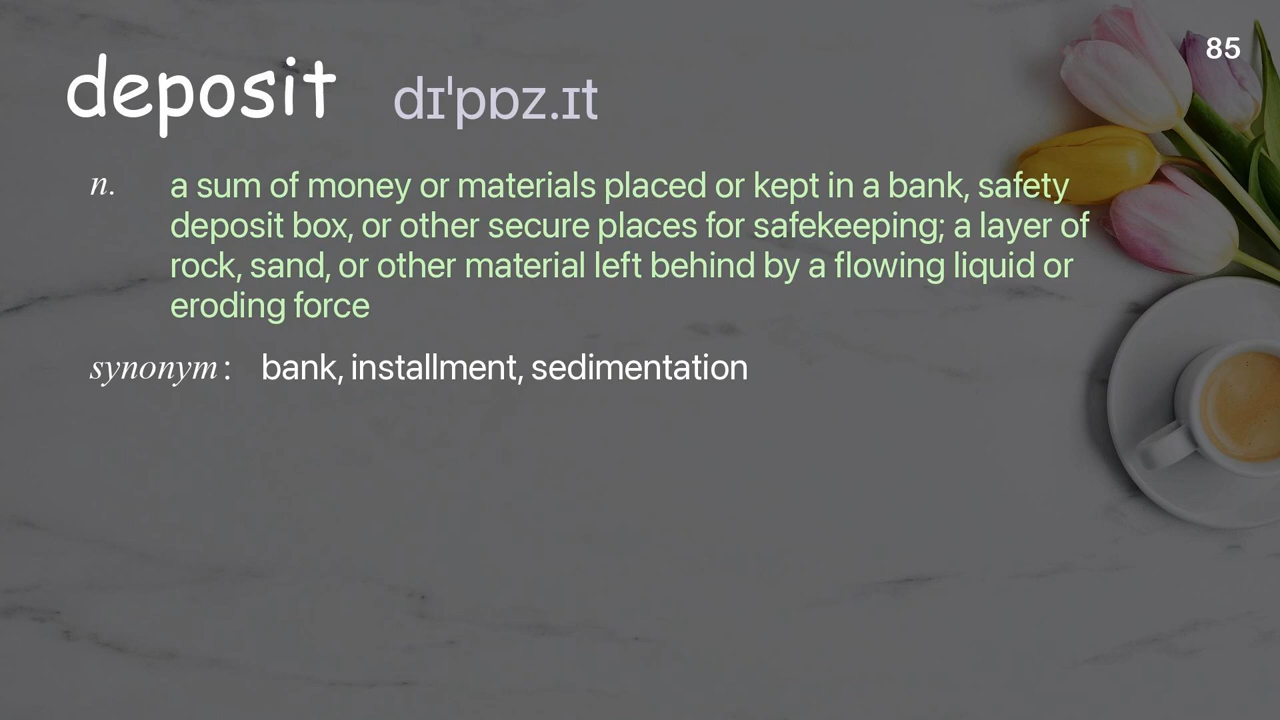 85
deposit dɪˈpɒz.ɪt
n. a sum of money or materials placed or kept in a bank, safety
deposit box, or other secure places for safekeeping; a layer of
rock, sand, or other material left behind by a flowing liquid or
eroding force
synonym: bank, installment, sedimentation